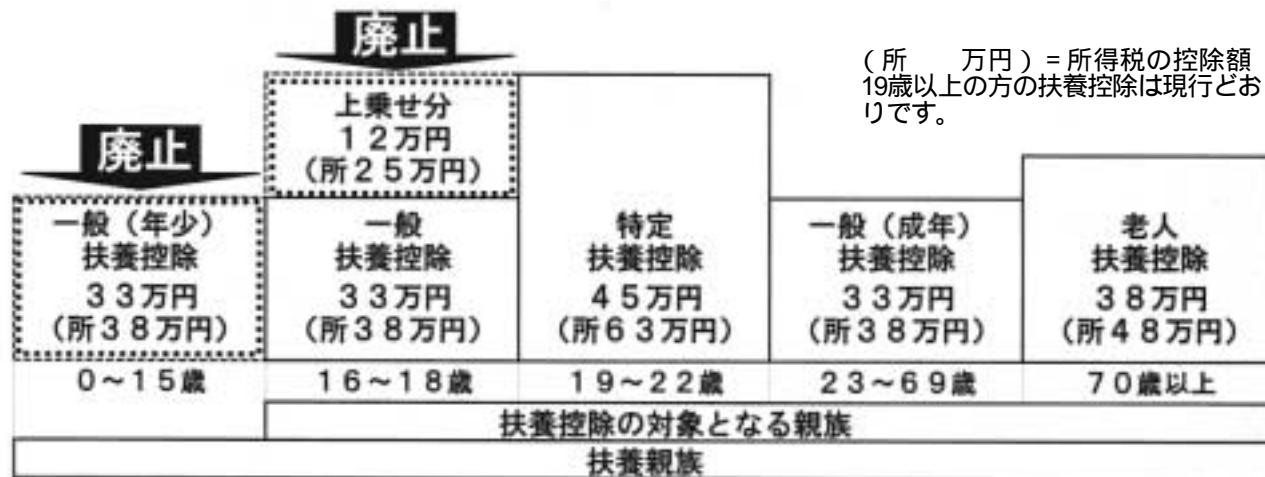 廃止
(所　　万円)=所得税の控除額
19歳以上の方の扶養控除は現行どお
りです。
廃止
上乗せ分
12万円
(所25万円)
一般(年少)
扶養控除
33万円
(所38万円)
一般
扶養控除
33万円
(所38万円)
特定
扶養控除
45万円
(所63万円)
一般(成年)
扶養控除
33万円
(所38万円)
老人
扶養控除
38万円
(所48万円)
0~15歳
16~18歳
19~22歳
23~69歳
70歳以上
扶養控除の対象となる親族
扶養親族